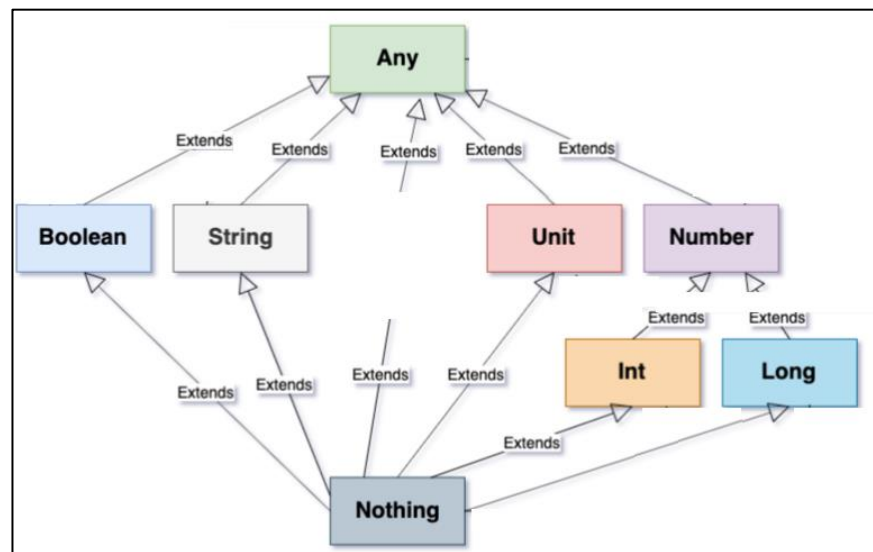 Any
Extends
Extends
Extends
Extends
Extends
Boolean
String
Unit
Number
Extends
Extends
Int
Long
Extends
Extends
Extends
Extends
Extends
Nothing